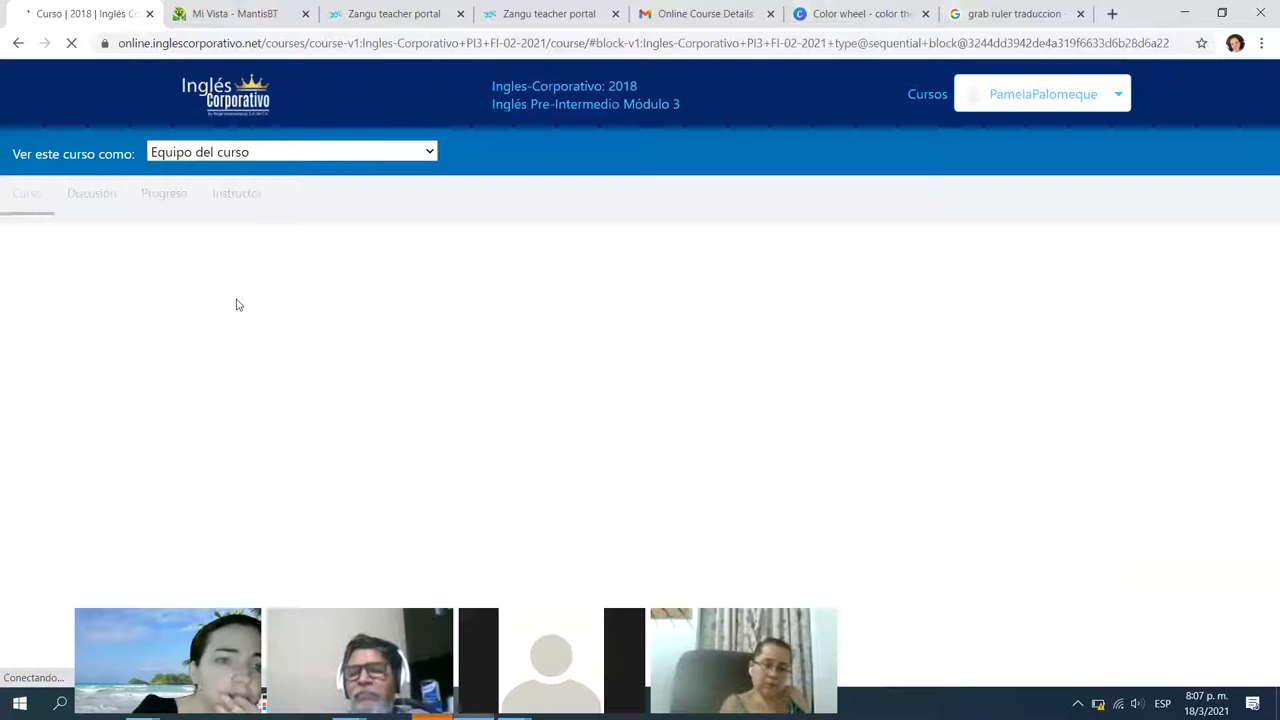 Curso | 2018 | Inglés C
Mi Vista - MantisBT
Zangu teacher portal
Zangu teacher portal
Online Course Details:
Color wheel - color the
grab ruler traduccion -
online.inglescorporativo.net/courses/course-v1:Ingles-Corporativo+PI3+FI-02-2021/course/#block-v1:Ingles-Corporativo+PI3+FI-02-2021+type@sequential+block@3244dd3942de4a319f6633d6b28d6a22
Inglés
Corporativo
Ingles-Corporativo: 2018
Inglés Pre-Intermedio Módulo 3
Cursos
PamelaPalomeque
Ver este curso como:
Equipo del curso
Curso
Discusión
Progreso
Instructor
Conectando...
ESP
8:07 p. m.
18/3/2021